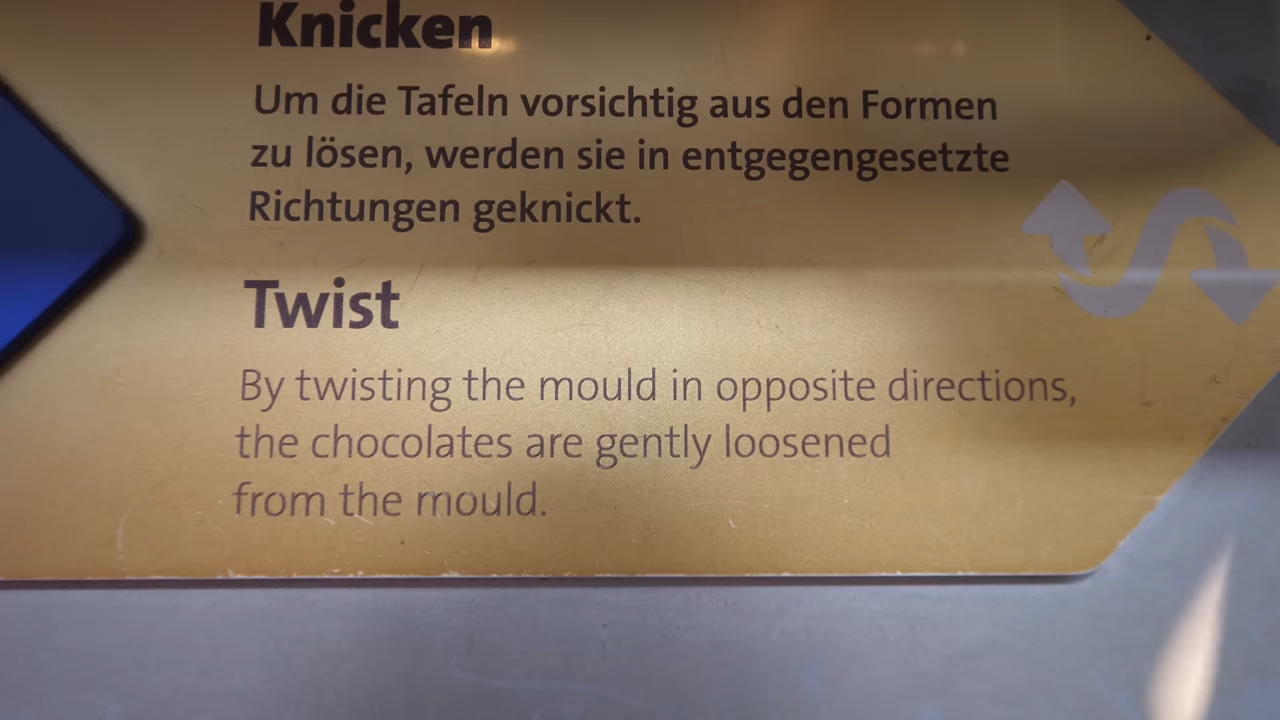 Knicken
Um die Tafeln vorsichtig aus den Formen
zu lösen, werden sie in entgegengesetzte
Richtungen geknickt.
Twist
By twisting the mould in opposite directions,
the chocolates are gently loosened
from the mould.